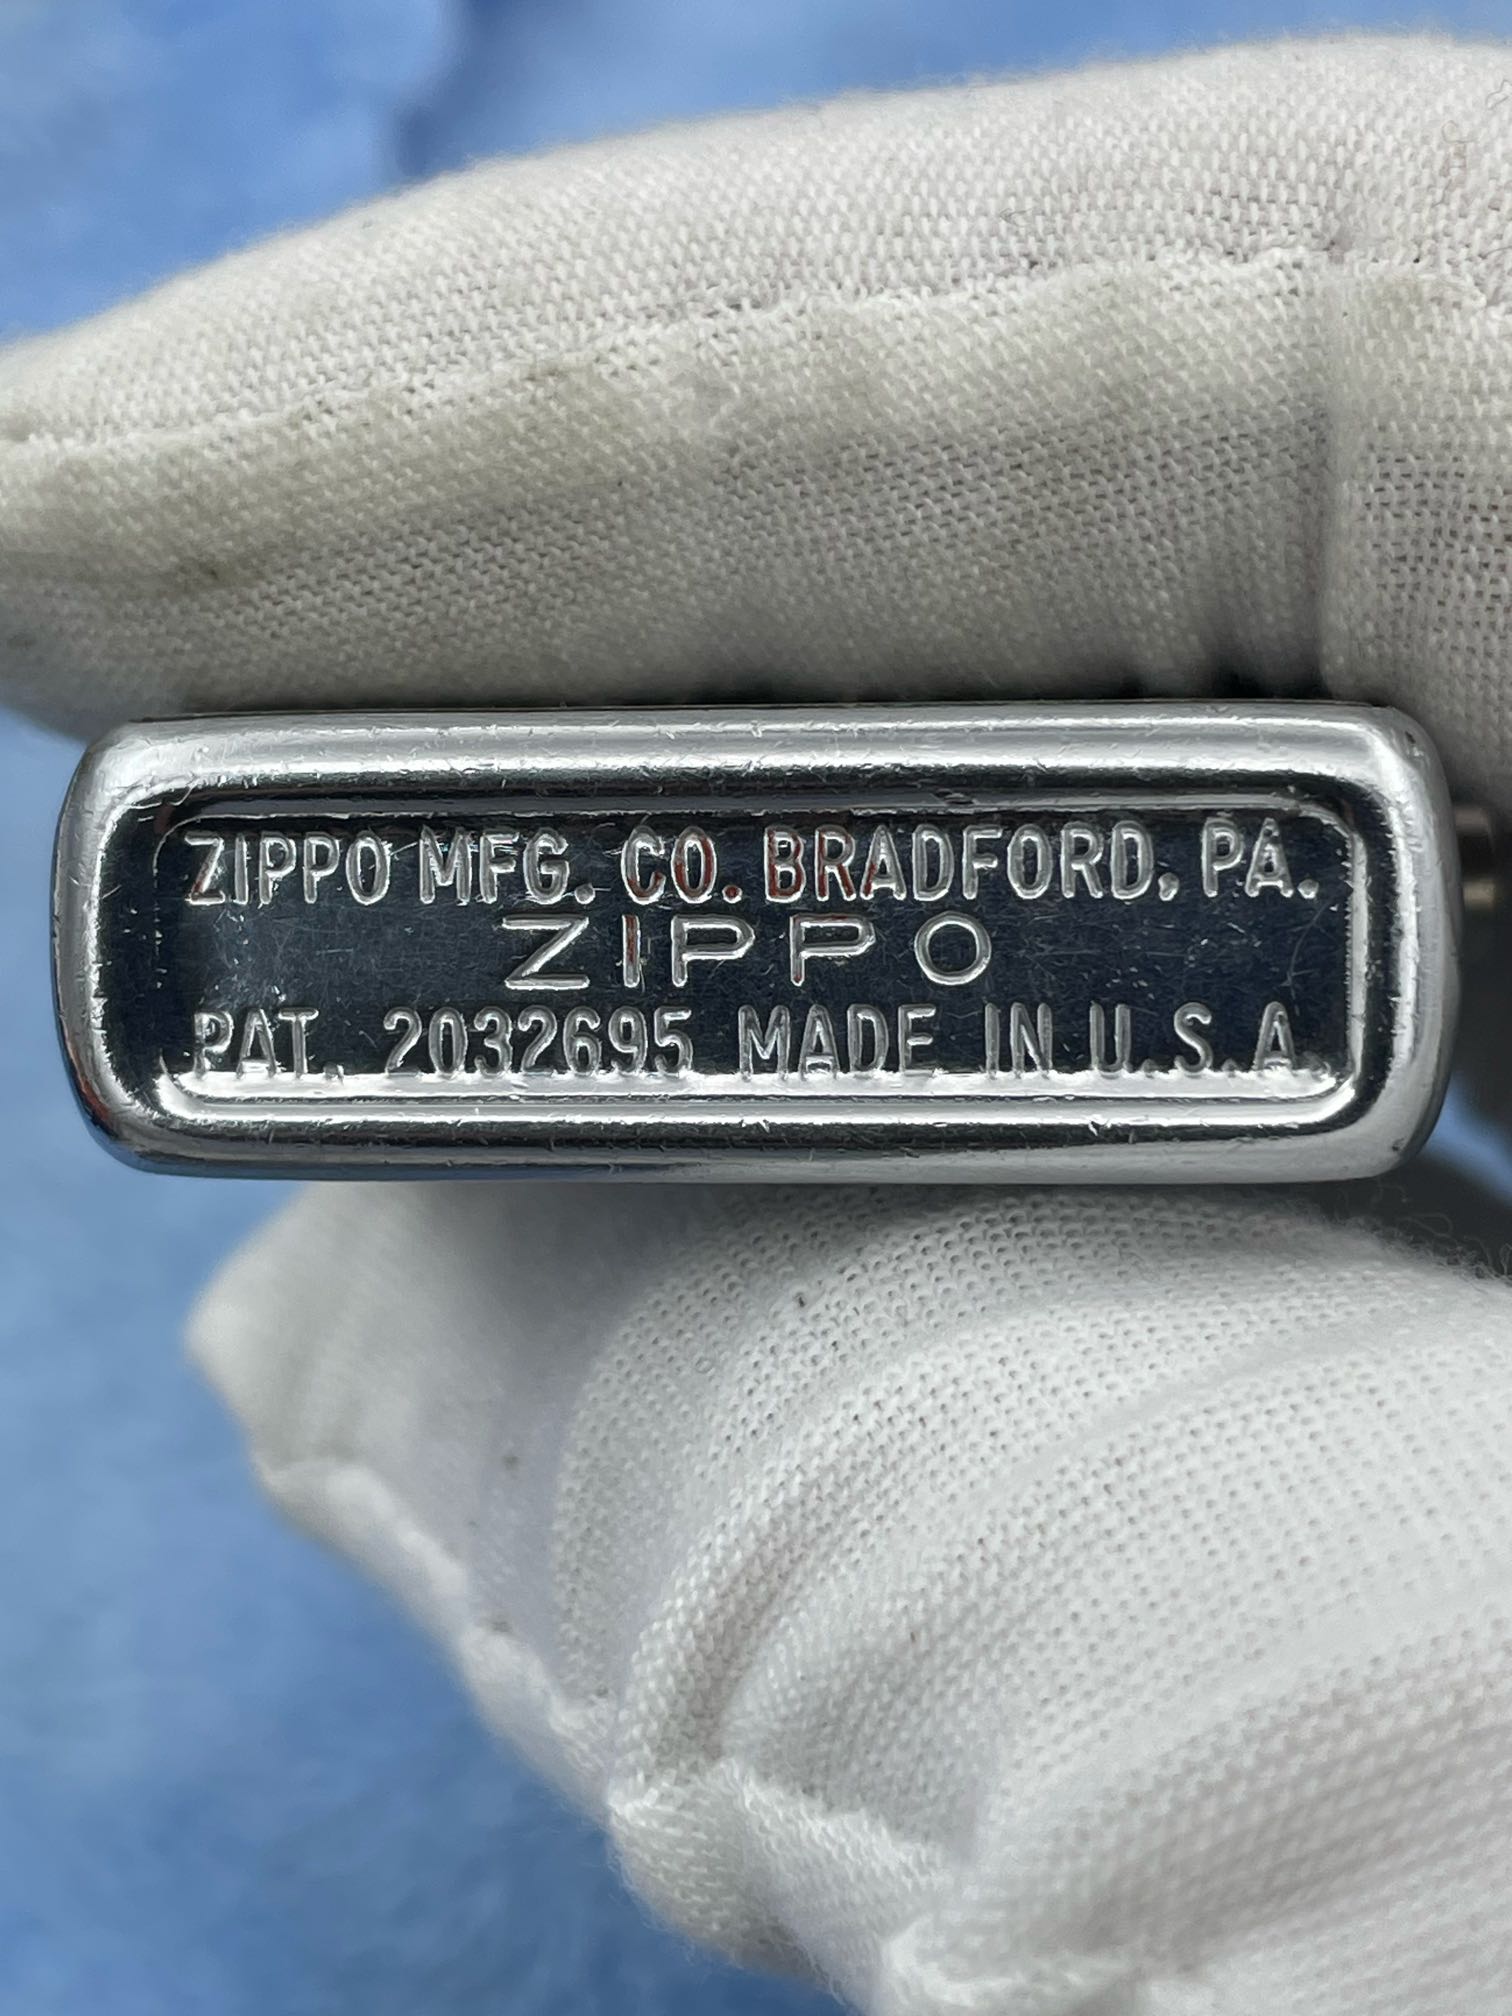 ZIPPO MFG. CO. BRADFORD, PA.
ZIPPO
PAT. 2032695 MADE IN U.S.A.